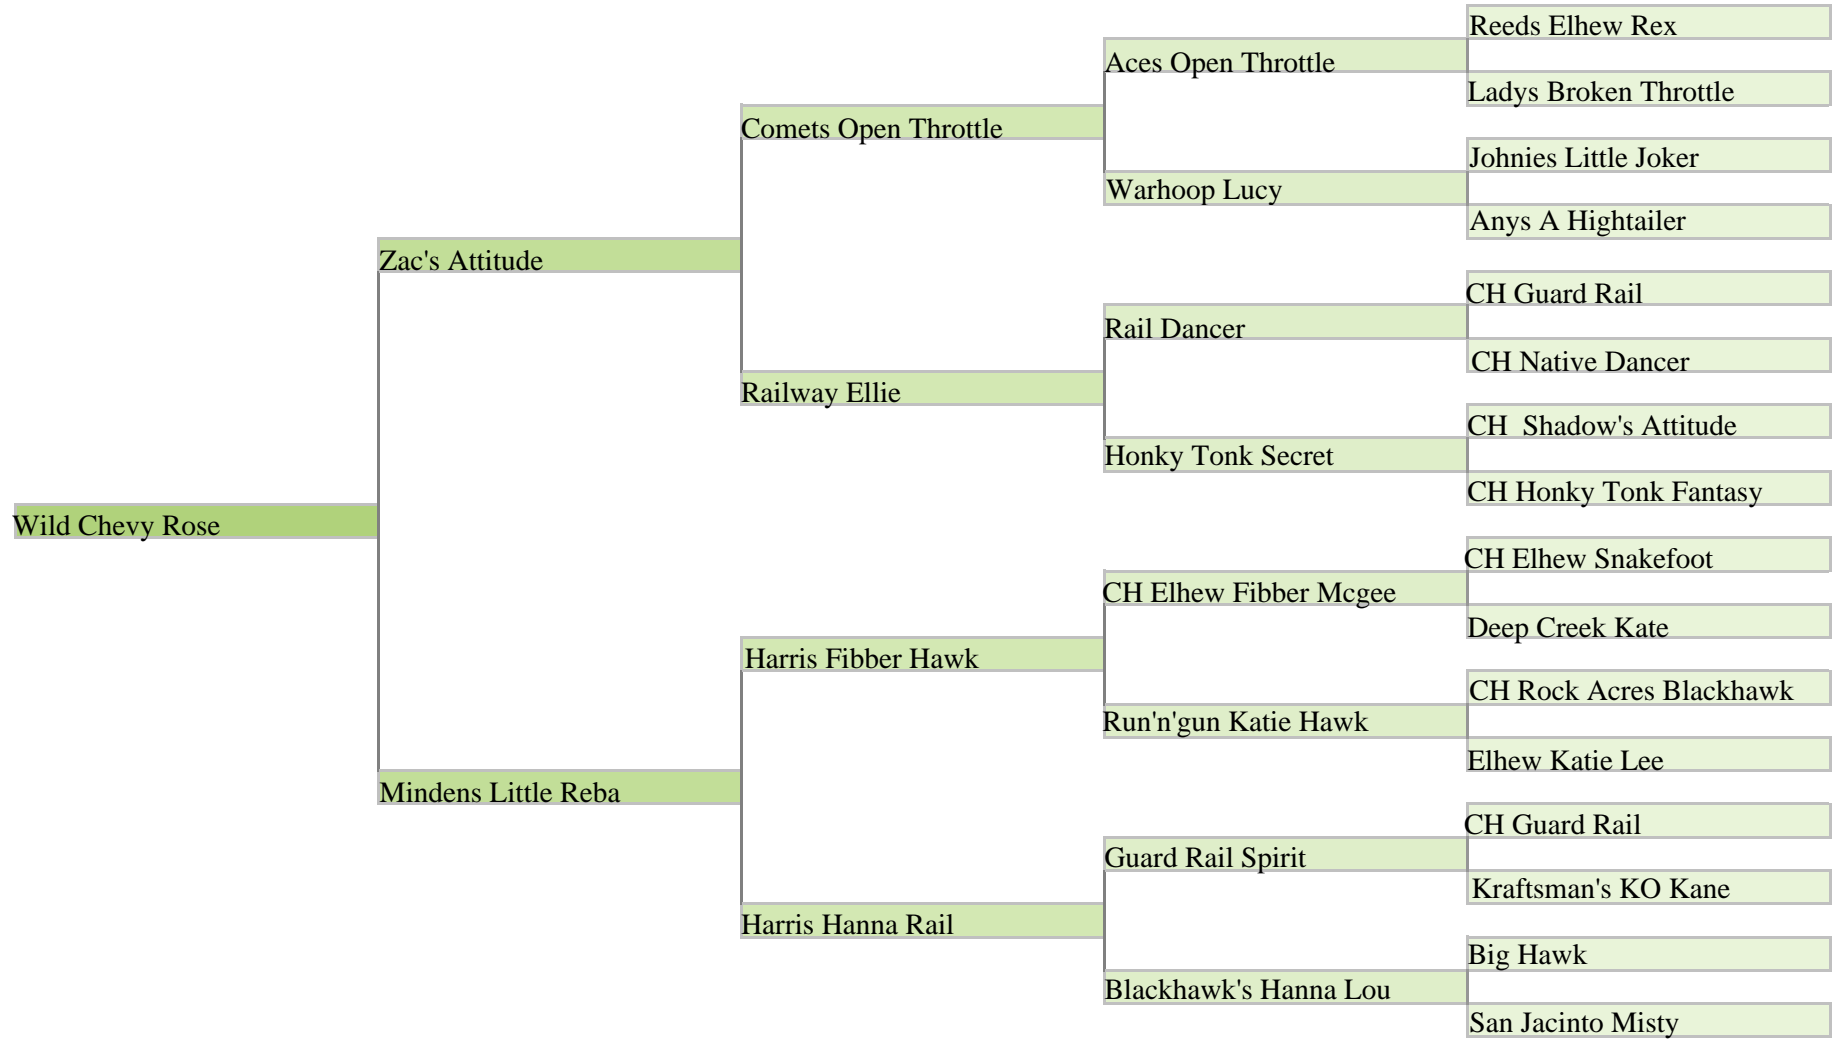 Reeds Elhew Rex
Aces Open Throttle
Ladys Broken Throttle
Comets Open Throttle
Johnies Little Joker
Warhoop Lucy
Anys A Hightailer
Zac's Attitude
CH Guard Rail
Rail Dancer
CH Native Dancer
Railway Ellie
CH  Shadow's Attitude
Honky Tonk Secret
CH Honky Tonk Fantasy
Wild Chevy Rose
CH Elhew Snakefoot
CH Elhew Fibber Mcgee
Deep Creek Kate
Harris Fibber Hawk
CH Rock Acres Blackhawk
Run'n'gun Katie Hawk
Elhew Katie Lee
Mindens Little Reba
CH Guard Rail
Guard Rail Spirit
Kraftsman's KO Kane
Harris Hanna Rail
Big Hawk
Blackhawk's Hanna Lou
San Jacinto Misty